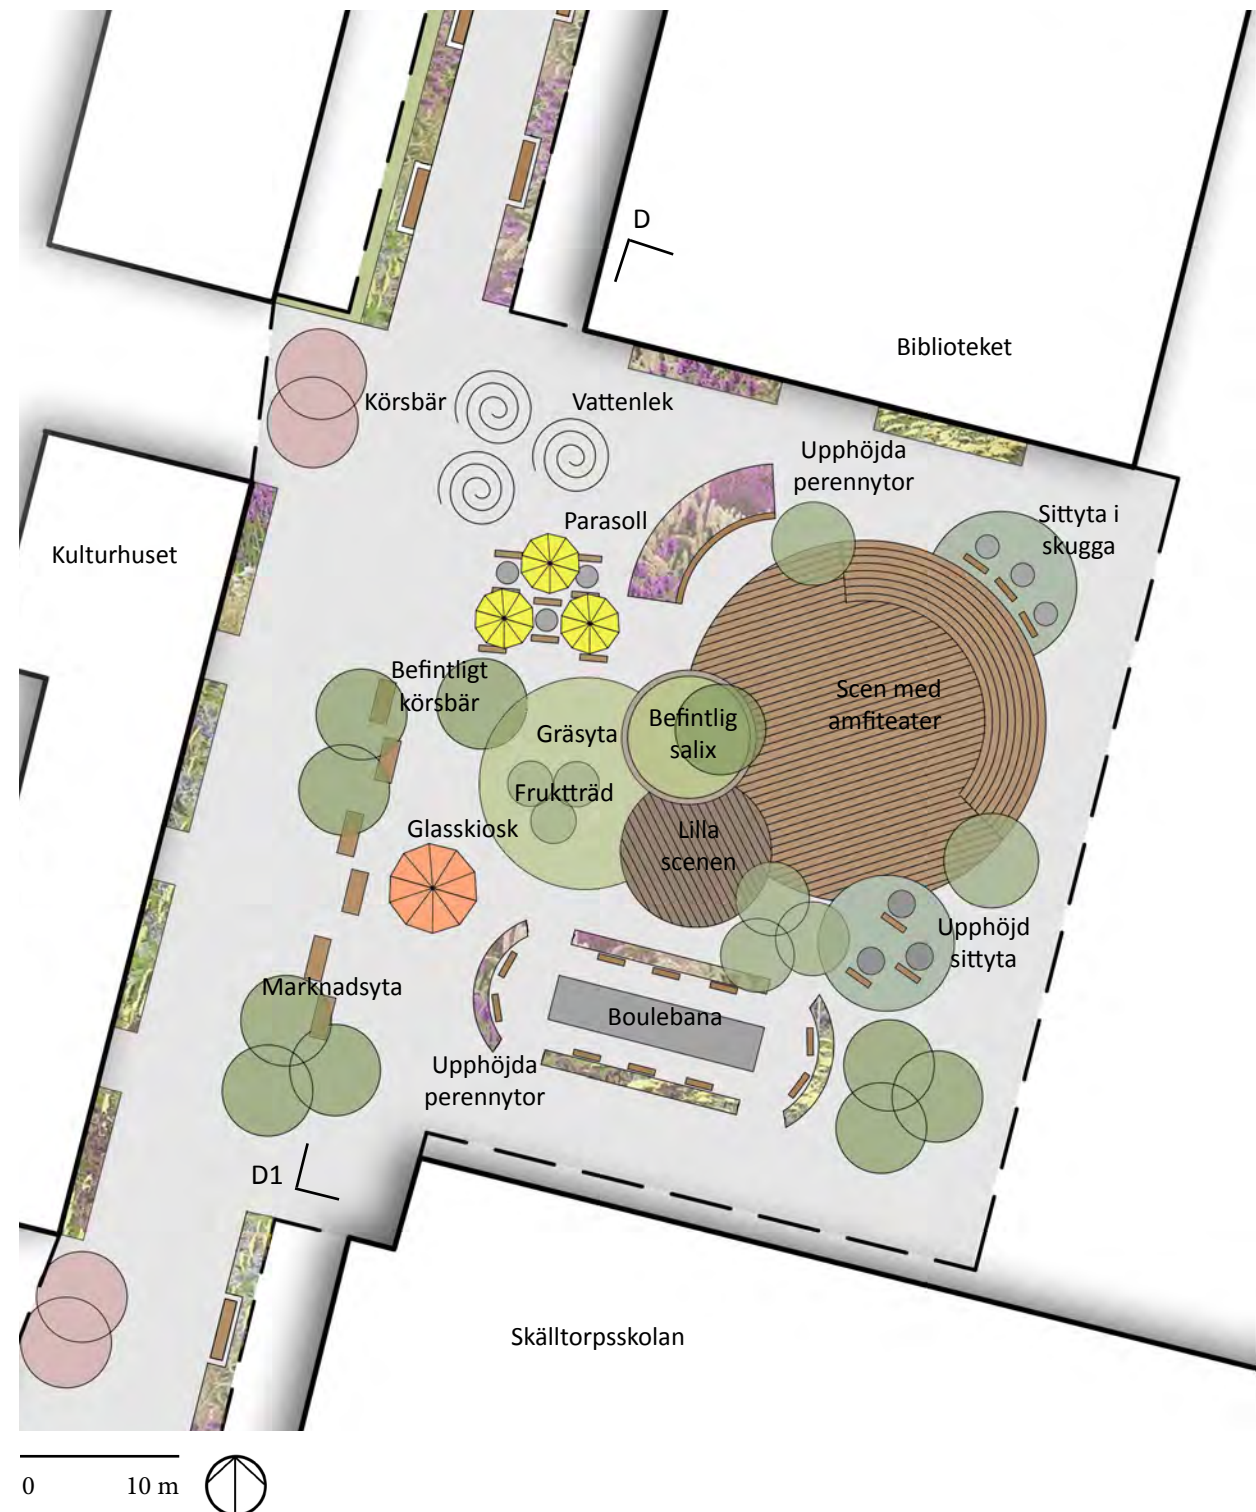 D
Biblioteket
Körsbär
Vattenlek
Upphöjda
perennytor
Parasoll
Sittyta i
skugga
Kulturhuset
Befintligt
körsbär
Scen med
amfiteater
Gräsyta
Befintlig
salix
Fruktträd
Glasskiosk
Lilla
scenen
Upphöjd
sittyta
Marknadsyta
Boulebana
Upphöjda
perennytor
D1
Skälltorpsskolan
0 10 m